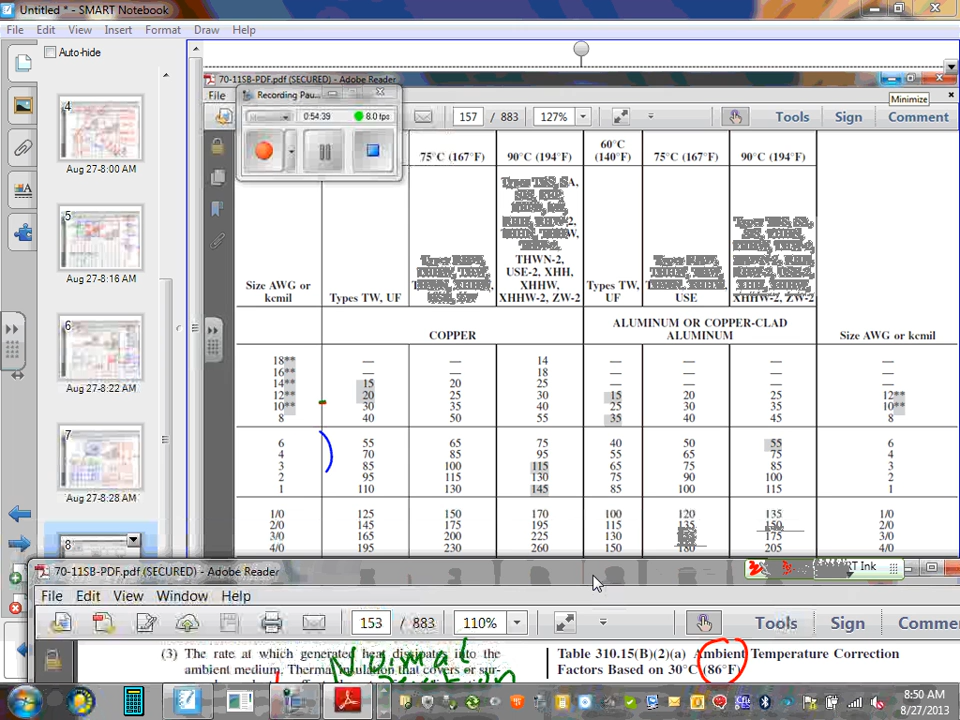 Untitled * - SMART Notebook
File Edit View Insert Format Draw Help
Auto-hide
4
Aug 27-8:00 AM
5
Aug 27-8:16 AM
6
Aug 27-8:22 AM
7
Aug 27-8:28 AM
8
70-11SB-PDF.pdf (SECURED) - Adobe Reader
File
Minimize
Recording Pau...
0:54:39 8.0 fps
157 / 883 127% Tools Sign Comment
75°C (167°F) 90°C (194°F) 60°C (140°F) 75°C (167°F) 90°C (194°F)
THWN-2,
USE-2, XHH,
XHHW,
XHHW-2, ZW-2
USE
XHHW-2, ZW-2
Size AWG or kcmil Types TW, UF Types TW, UF Size AWG or kcmil
COPPER ALUMINUM OR COPPER-CLAD ALUMINUM
18** — — 14 — — — —
16** — — 18 — — — —
14** 15 20 25 — — — —
12** 20 25 30 15 20 25 12**
10** 30 35 40 25 30 35 10**
8 40 50 55 35 40 45 8
6 55 65 75 40 50 55 6
4 70 85 95 55 65 75 4
3 85 100 115 65 75 85 3
2 95 115 130 75 90 100 2
1 110 130 145 85 100 115 1
1/0 125 150 170 100 120 135 1/0
2/0 145 175 195 115 135 150 2/0
3/0 165 200 225 130 175 3/0
4/0 195 230 260 150 180 205 4/0
70-11SB-PDF.pdf (SECURED) - Adobe Reader
Ink
File Edit View Window Help
153 / 883 110% Tools Sign Comme
(3) The rate at which generated heat dissipates into the
ambient medium. Thermal insulation that covers or sur-
Normal
Table 310.15(B)(2)(a) Ambient Temperature Correction
Factors Based on 30°C (86°F)
8:50 AM
8/27/2013